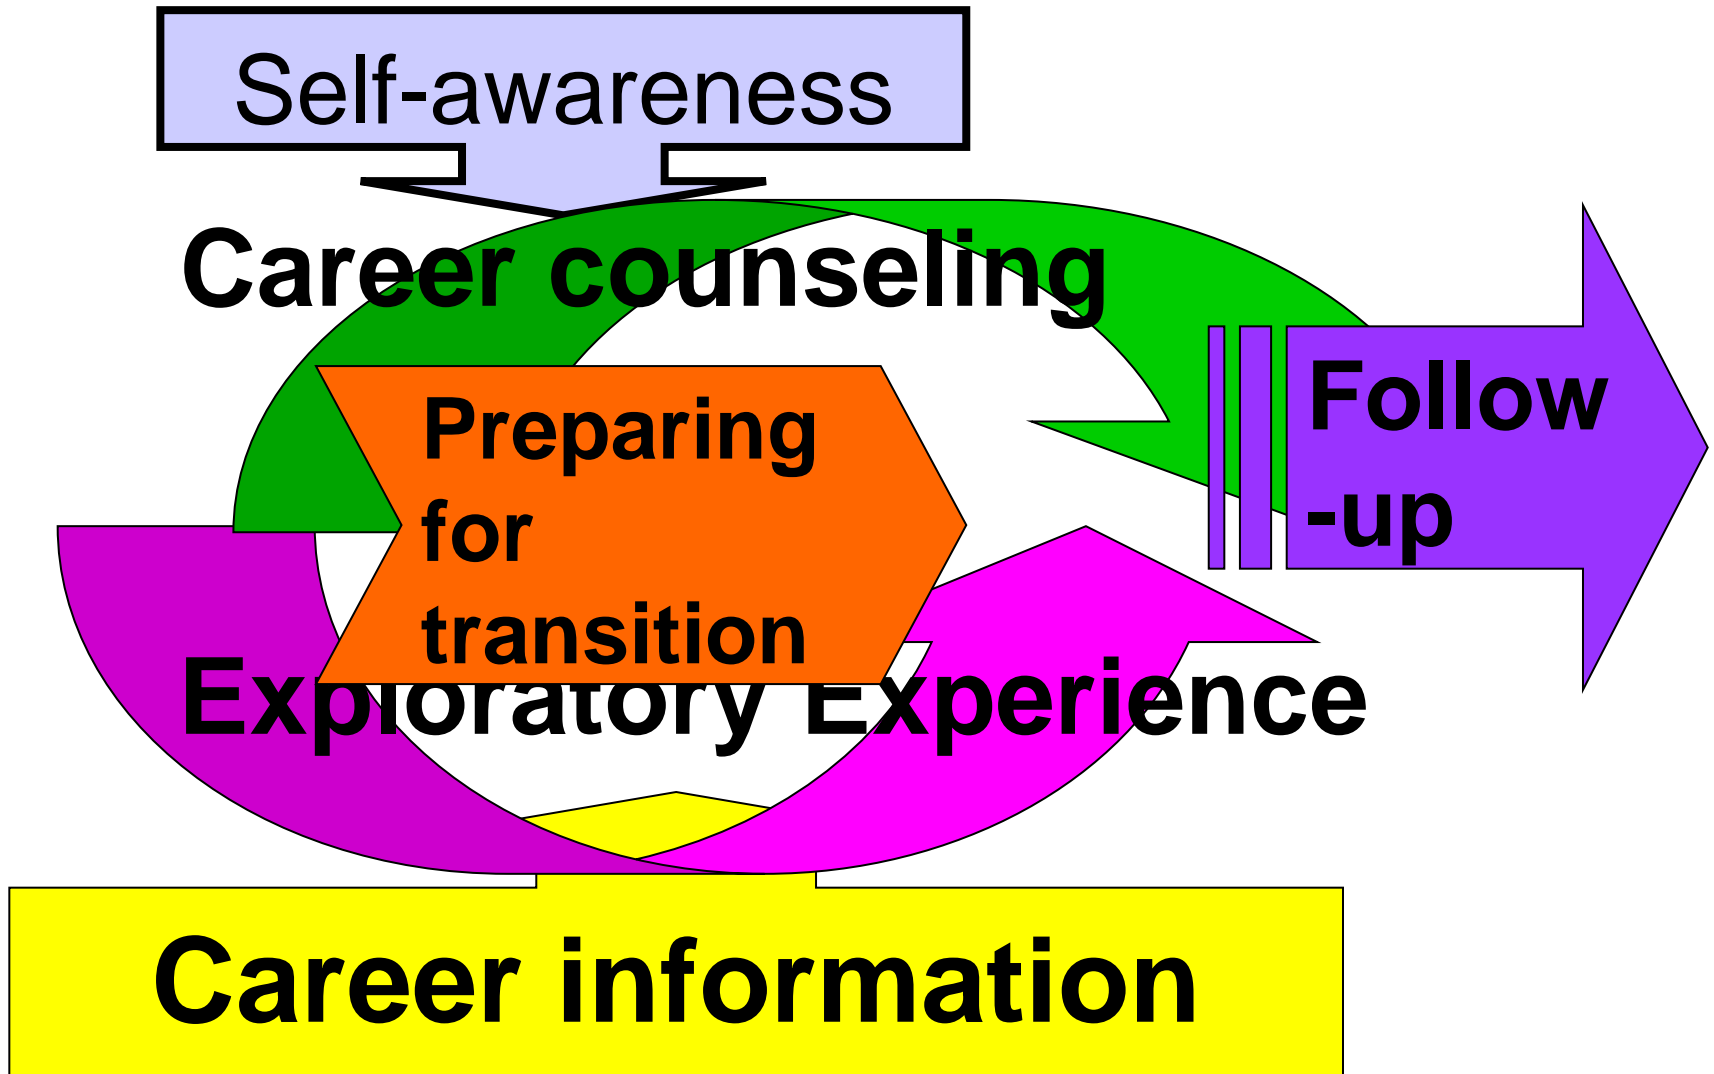 Self-awareness
Career counseling
Preparing
for
transition
Follow
-up
Exploratory Experience
Career information